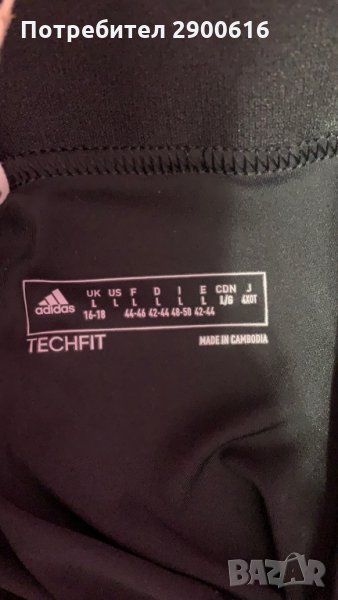 Потребител 2900616
UK US F D I E CDN J
L L L L L L L/G 4XOT
adidas 16-18 44-46 42-44 48-50 42-44
TECHFIT MADE IN CAMBODIA
BAZAR